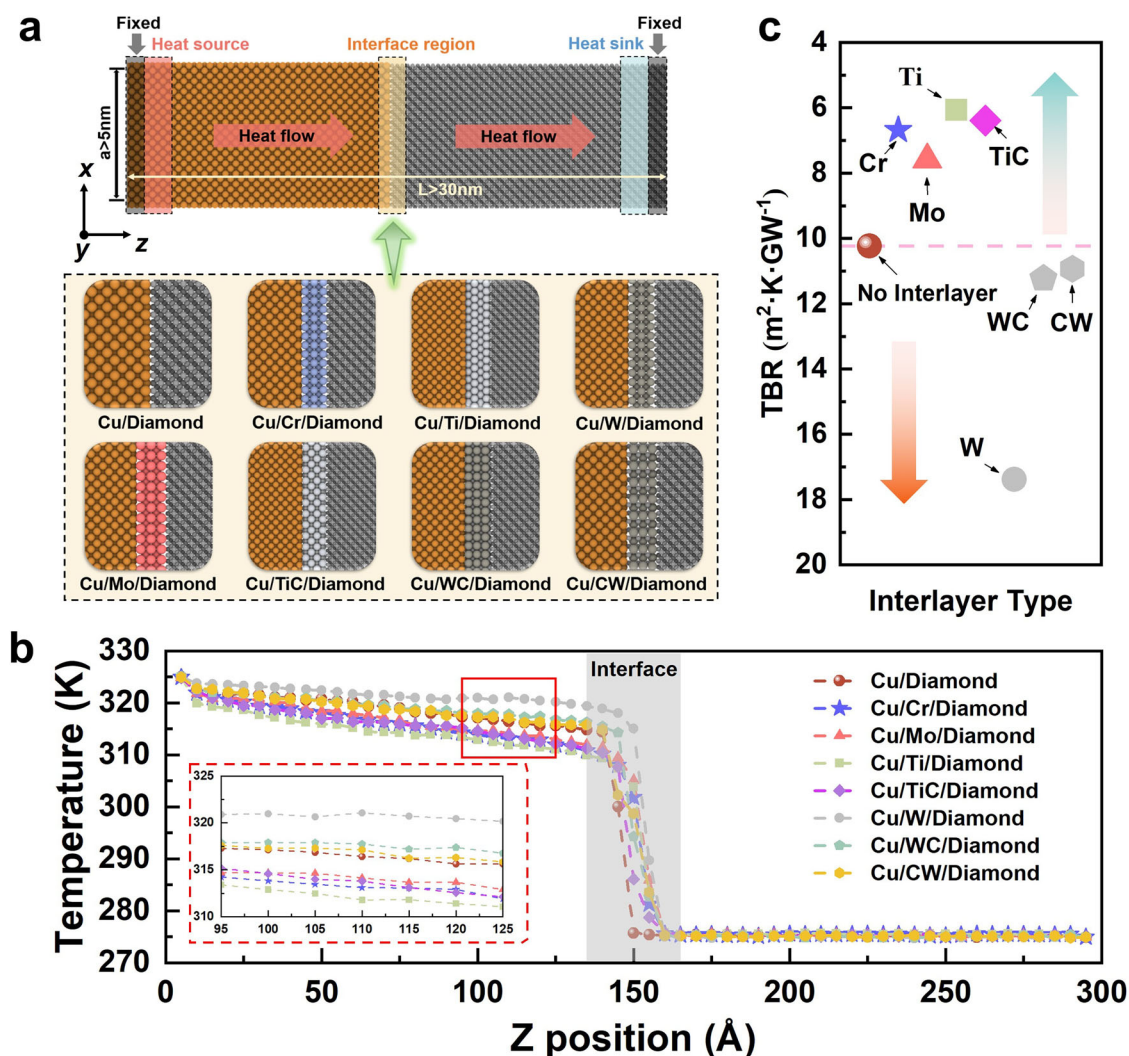 a
Fixed
Fixed
Heat source
Interface region
Heat sink
a>5nm
Heat flow
Heat flow
L>30nm
x
y
z
Cu/Diamond
Cu/Cr/Diamond
Cu/Ti/Diamond
Cu/W/Diamond
Cu/Mo/Diamond
Cu/TiC/Diamond
Cu/WC/Diamond
Cu/CW/Diamond
c
4
6
8
10
12
14
16
18
20
TBR (m²·K·GW⁻¹)
Ti
Cr
TiC
Mo
No Interlayer
WC
CW
W
Interlayer Type
b
330
320
310
300
290
280
270
Temperature (K)
Interface
325
320
315
310
95
100
105
110
115
120
125
Cu/Diamond
Cu/Cr/Diamond
Cu/Mo/Diamond
Cu/Ti/Diamond
Cu/TiC/Diamond
Cu/W/Diamond
Cu/WC/Diamond
Cu/CW/Diamond
0
50
100
150
200
250
300
Z position (Å)